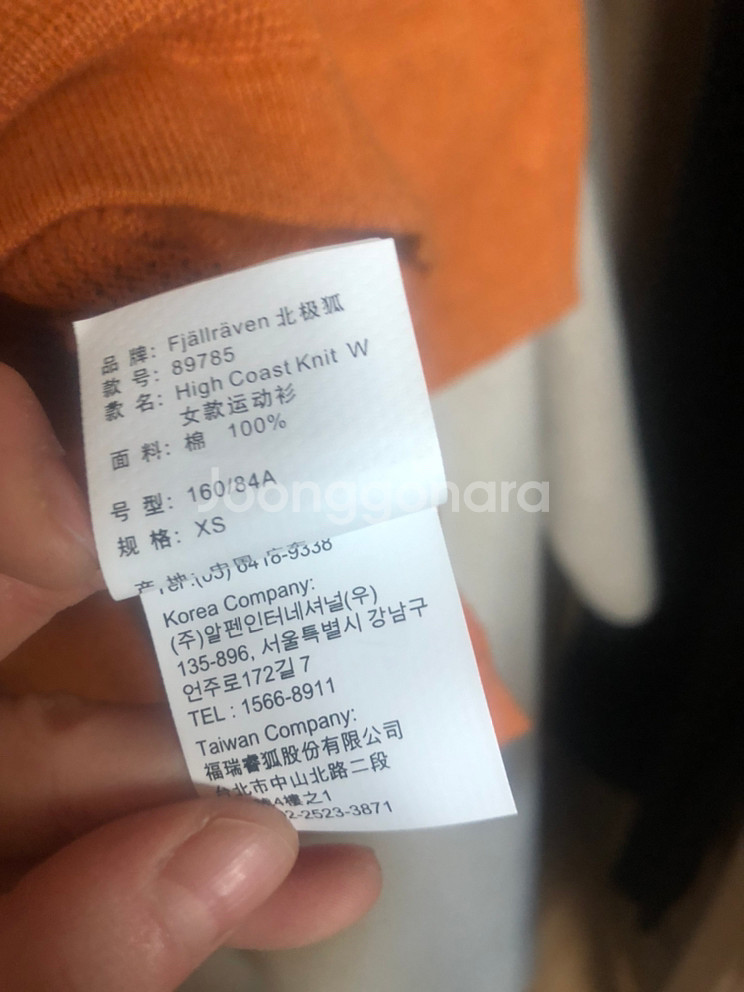 品 牌: Fjällräven 北极狐
款 号: 89785
款 名: High Coast Knit W
女款运动衫
面 料: 棉 100%
号 型: 160/84A
规 格: XS
Joonggonara
Korea Company:
(주)알펜인터네셔널(우)
135-896, 서울특별시 강남구
언주로172길 7
TEL : 1566-8911
Taiwan Company:
福瑞睿狐股份有限公司
台北市中山北路二段
4樓之1
2-2523-3871